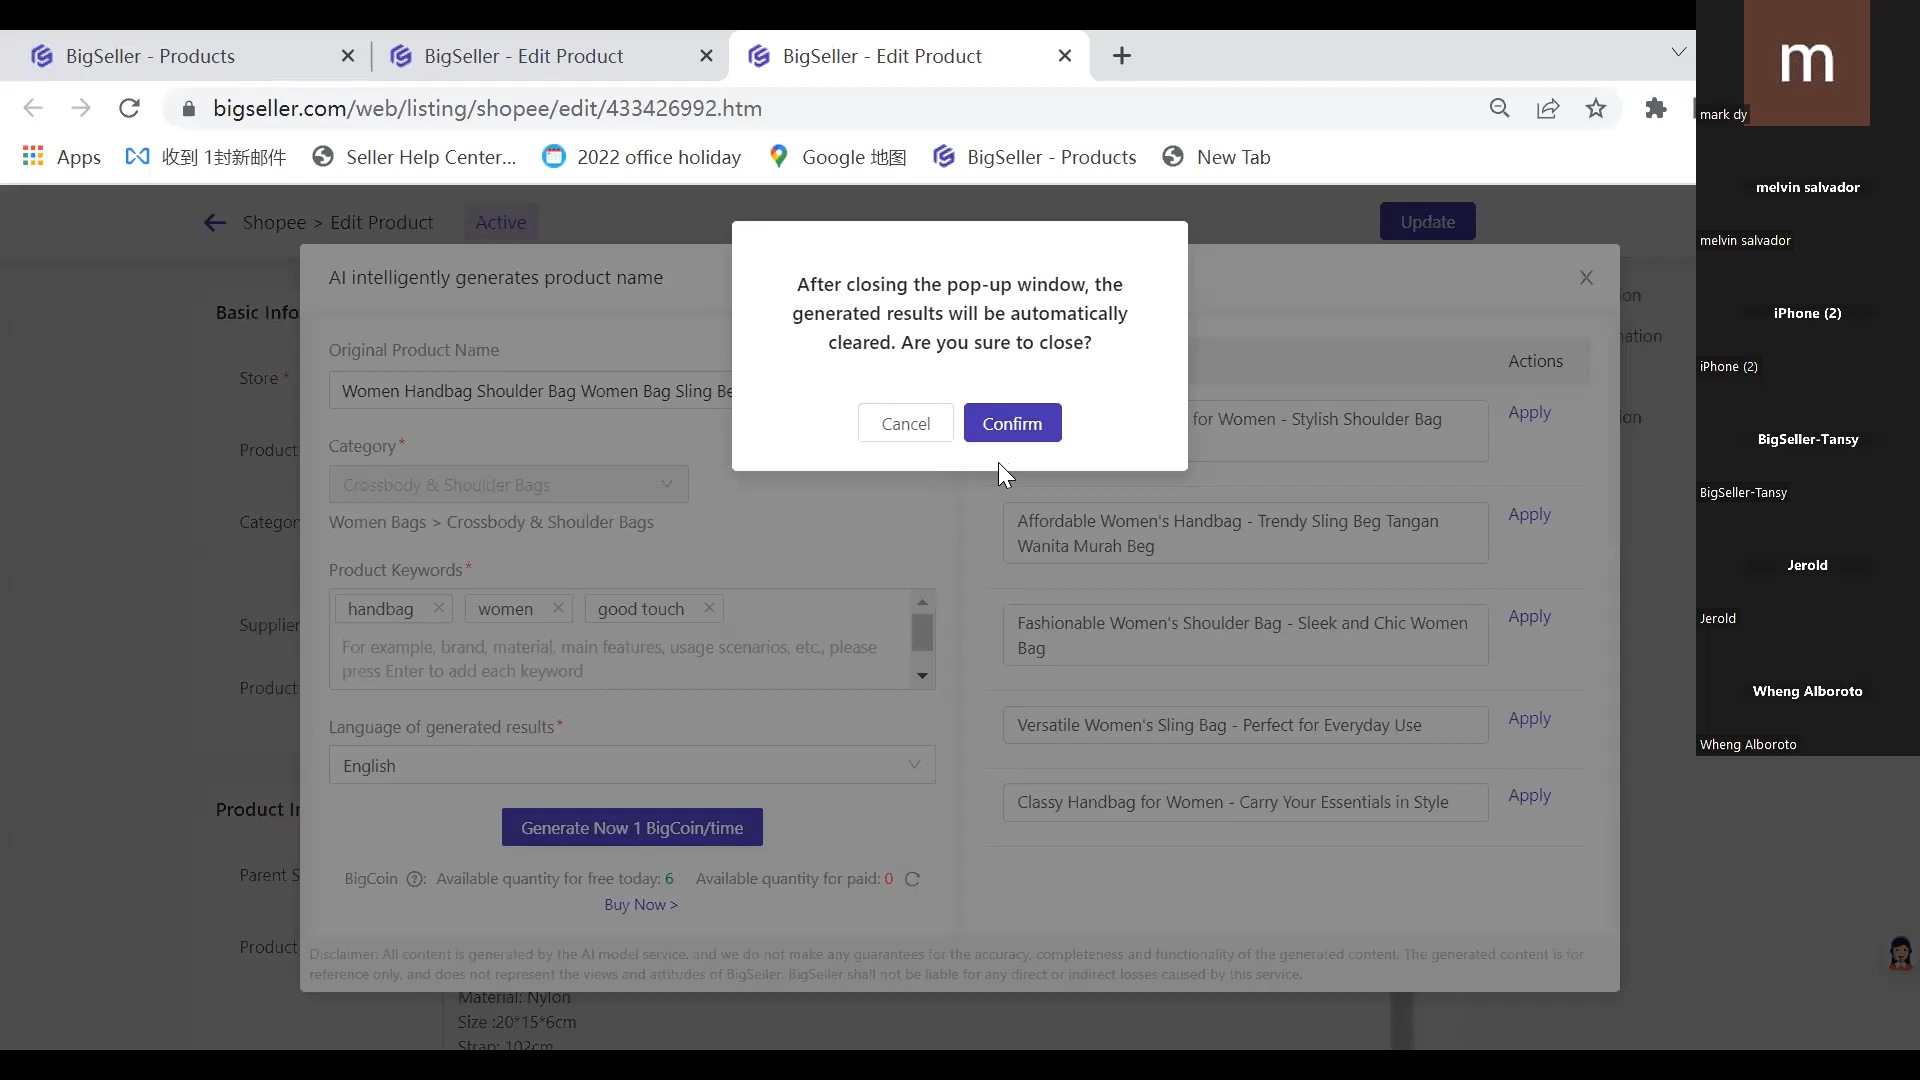 BigSeller - Products
BigSeller - Edit Product
BigSeller - Edit Product
bigseller.com/web/listing/shopee/edit/433426992.htm
Apps
收到 1封新邮件
Seller Help Center...
2022 office holiday
Google 地图
BigSeller - Products
New Tab
Shopee > Edit Product
Active
Update
AI intelligently generates product name
After closing the pop-up window, the
generated results will be automatically
cleared. Are you sure to close?
Cancel
Confirm
Basic Info
Store *
Product
Categor
Supplier
Product
Product In
Parent S
Product
Original Product Name
Women Handbag Shoulder Bag Women Bag Sling Be
Category*
Crossbody & Shoulder Bags
Women Bags > Crossbody & Shoulder Bags
Product Keywords*
handbag
women
good touch
For example, brand, material, main features, usage scenarios, etc., please
press Enter to add each keyword
Language of generated results*
English
Generate Now 1 BigCoin/time
BigCoin ?: Available quantity for free today: 6 Available quantity for paid: 0
Buy Now >
Actions
for Women - Stylish Shoulder Bag
Apply
Affordable Women's Handbag - Trendy Sling Beg Tangan
Wanita Murah Beg
Apply
Fashionable Women's Shoulder Bag - Sleek and Chic Women
Bag
Apply
Versatile Women's Sling Bag - Perfect for Everyday Use
Apply
Classy Handbag for Women - Carry Your Essentials in Style
Apply
Disclaimer: All content is generated by the AI model service, and we do not make any guarantees for the accuracy, completeness and functionality of the generated content. The generated content is for
reference only, and does not represent the views and attitudes of BigSeller. BigSeller shall not be liable for any direct or indirect losses caused by this service.
Material: Nylon
Size :20*15*6cm
Strap: 102cm
m
mark dy
melvin salvador
melvin salvador
iPhone (2)
iPhone (2)
BigSeller-Tansy
BigSeller-Tansy
Jerold
Jerold
Wheng Alboroto
Wheng Alboroto